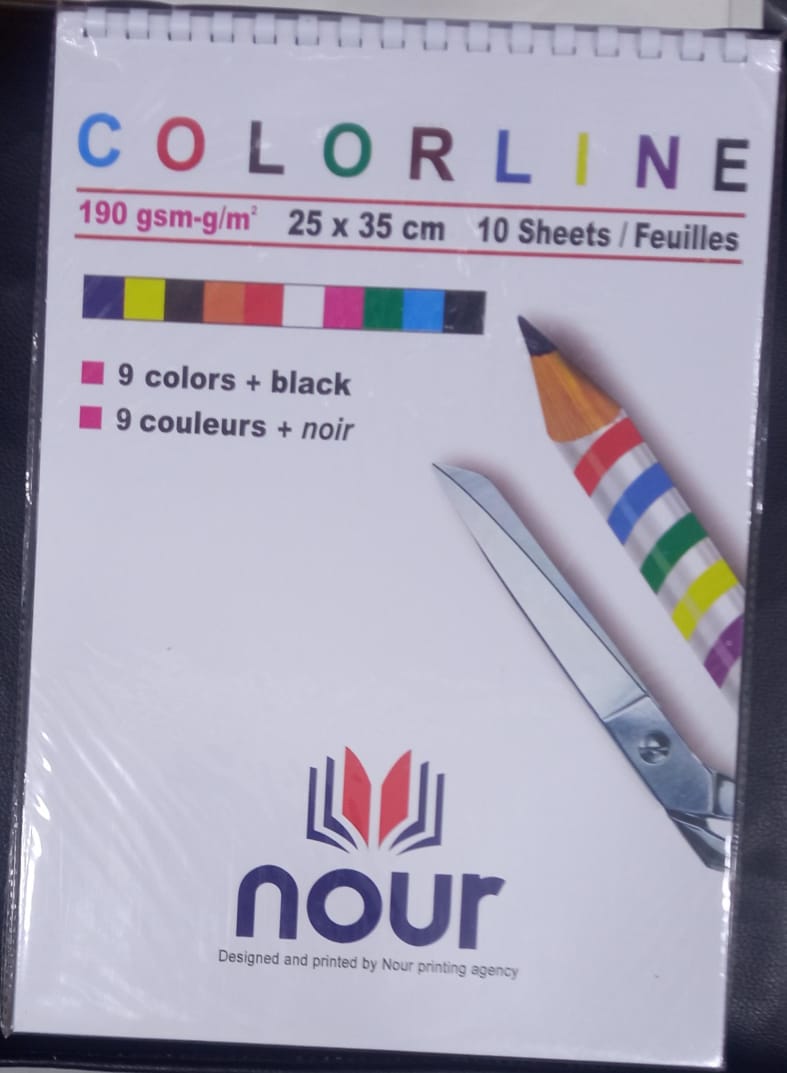 COLORLINE
190 gsm-g/m² 25 x 35 cm 10 Sheets / Feuilles
9 colors + black
9 couleurs + noir
nour
Designed and printed by Nour printing agency